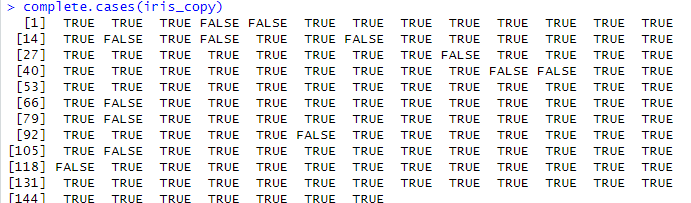 > complete.cases(iris_copy)
[1] TRUE TRUE TRUE FALSE FALSE TRUE TRUE TRUE TRUE TRUE TRUE TRUE TRUE
[14] TRUE FALSE TRUE FALSE TRUE TRUE FALSE TRUE TRUE TRUE TRUE TRUE TRUE
[27] TRUE TRUE TRUE TRUE TRUE TRUE TRUE TRUE FALSE TRUE TRUE TRUE TRUE
[40] TRUE TRUE TRUE TRUE TRUE TRUE TRUE TRUE TRUE FALSE FALSE TRUE TRUE
[53] TRUE TRUE TRUE TRUE TRUE TRUE TRUE TRUE TRUE TRUE TRUE TRUE TRUE
[66] TRUE FALSE TRUE TRUE TRUE TRUE TRUE TRUE TRUE TRUE TRUE TRUE TRUE
[79] TRUE FALSE TRUE TRUE TRUE TRUE TRUE TRUE TRUE TRUE TRUE TRUE TRUE
[92] TRUE TRUE TRUE TRUE TRUE FALSE TRUE TRUE TRUE TRUE TRUE TRUE TRUE
[105] TRUE FALSE TRUE TRUE TRUE TRUE TRUE TRUE TRUE TRUE TRUE TRUE TRUE
[118] FALSE TRUE TRUE TRUE TRUE TRUE TRUE TRUE TRUE TRUE TRUE TRUE TRUE
[131] TRUE TRUE TRUE TRUE TRUE TRUE TRUE TRUE TRUE TRUE TRUE TRUE TRUE
[144] TRUE TRUE TRUE TRUE TRUE TRUE TRUE